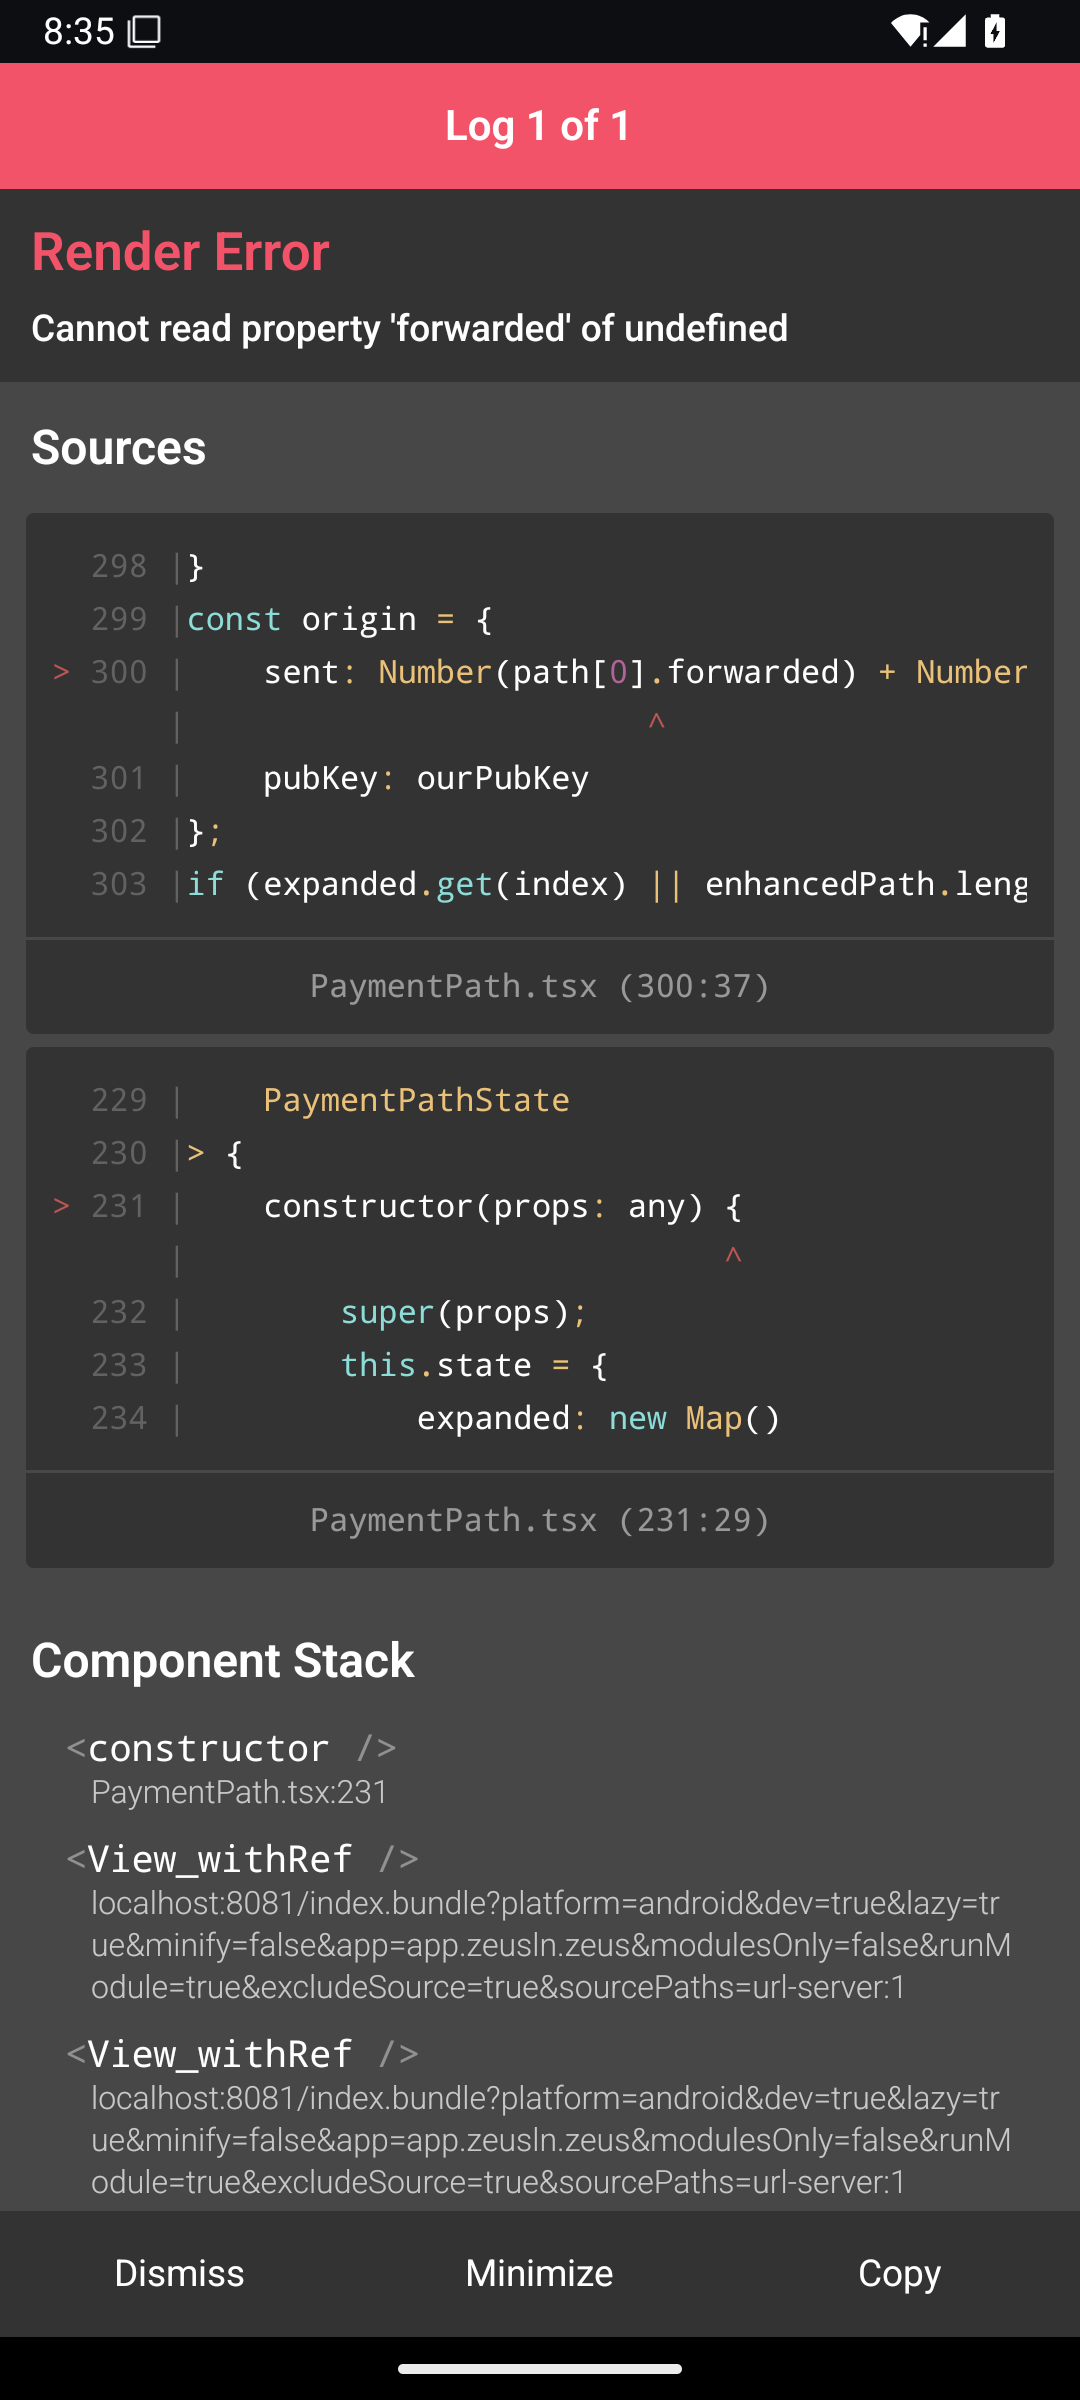 8:35
Log 1 of 1
Render Error
Cannot read property 'forwarded' of undefined
Sources
298 |}
299 |const origin = {
> 300 |    sent: Number(path[0].forwarded) + Number
|                        ^
301 |    pubKey: ourPubKey
302 |};
303 |if (expanded.get(index) || enhancedPath.leng
PaymentPath.tsx (300:37)
229 |    PaymentPathState
230 |> {
> 231 |    constructor(props: any) {
|                            ^
232 |        super(props);
233 |        this.state = {
234 |            expanded: new Map()
PaymentPath.tsx (231:29)
Component Stack
<constructor />
PaymentPath.tsx:231
<View_withRef />
localhost:8081/index.bundle?platform=android&dev=true&lazy=tr
ue&minify=false&app=app.zeusln.zeus&modulesOnly=false&runM
odule=true&excludeSource=true&sourcePaths=url-server:1
<View_withRef />
localhost:8081/index.bundle?platform=android&dev=true&lazy=tr
ue&minify=false&app=app.zeusln.zeus&modulesOnly=false&runM
odule=true&excludeSource=true&sourcePaths=url-server:1
Dismiss
Minimize
Copy